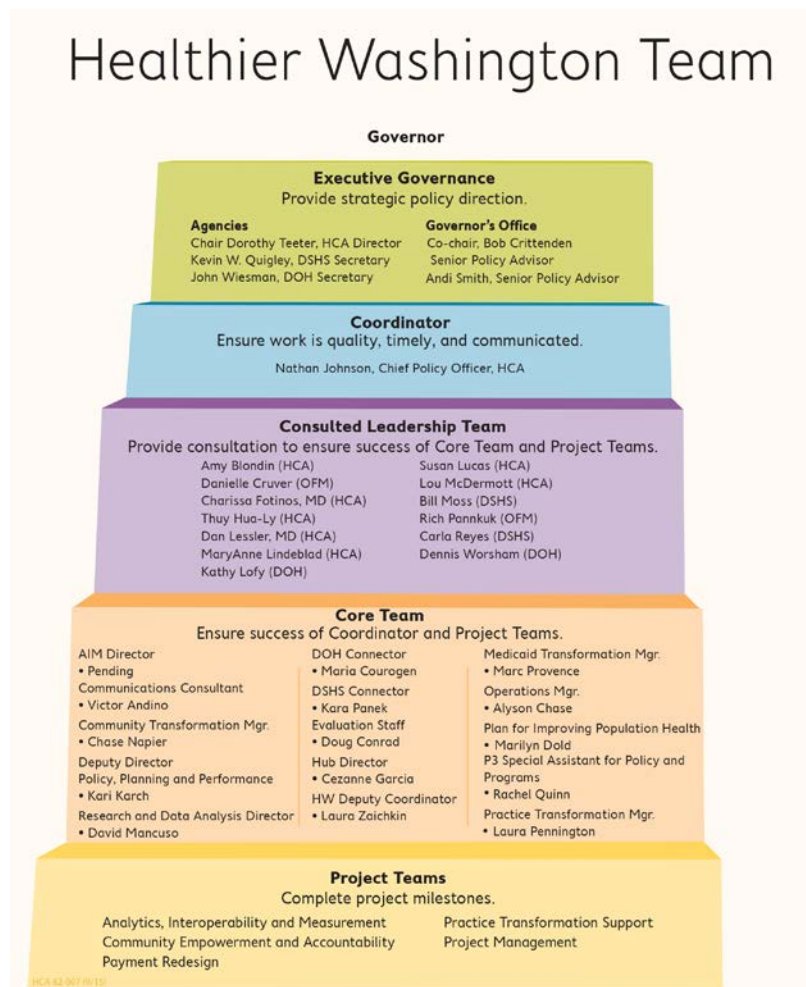 Healthier Washington Team
Governor
Executive Governance
Provide strategic policy direction.
Agencies
Chair Dorothy Teeter, HCA Director
Kevin W. Quigley, DSHS Secretary
John Wiesman, DOH Secretary
Governor's Office
Co-chair, Bob Crittenden
Senior Policy Advisor
Andi Smith, Senior Policy Advisor
Coordinator
Ensure work is quality, timely, and communicated.
Nathan Johnson, Chief Policy Officer, HCA
Consulted Leadership Team
Provide consultation to ensure success of Core Team and Project Teams.
Amy Blondin (HCA)
Danielle Cruver (OFM)
Charissa Fotinos, MD (HCA)
Thuy Hua-Ly (HCA)
Dan Lessler, MD (HCA)
MaryAnne Lindeblad (HCA)
Kathy Lofy (DOH)
Susan Lucas (HCA)
Lou McDermott (HCA)
Bill Moss (DSHS)
Rich Pannkuk (OFM)
Carla Reyes (DSHS)
Dennis Worsham (DOH)
Core Team
Ensure success of Coordinator and Project Teams.
AIM Director
• Pending
Communications Consultant
• Victor Andino
Community Transformation Mgr.
• Chase Napier
Deputy Director
Policy, Planning and Performance
• Kari Karch
Research and Data Analysis Director
• David Mancuso
DOH Connector
• Maria Courogen
DSHS Connector
• Kara Panek
Evaluation Staff
• Doug Conrad
Hub Director
• Cezanne Garcia
HW Deputy Coordinator
• Laura Zaichkin
Medicaid Transformation Mgr.
• Marc Provence
Operations Mgr.
• Alyson Chase
Plan for Improving Population Health
• Marilyn Dold
P3 Special Assistant for Policy and
Programs
• Rachel Quinn
Practice Transformation Mgr.
• Laura Pennington
Project Teams
Complete project milestones.
Analytics, Interoperability and Measurement
Community Empowerment and Accountability
Payment Redesign
Practice Transformation Support
Project Management